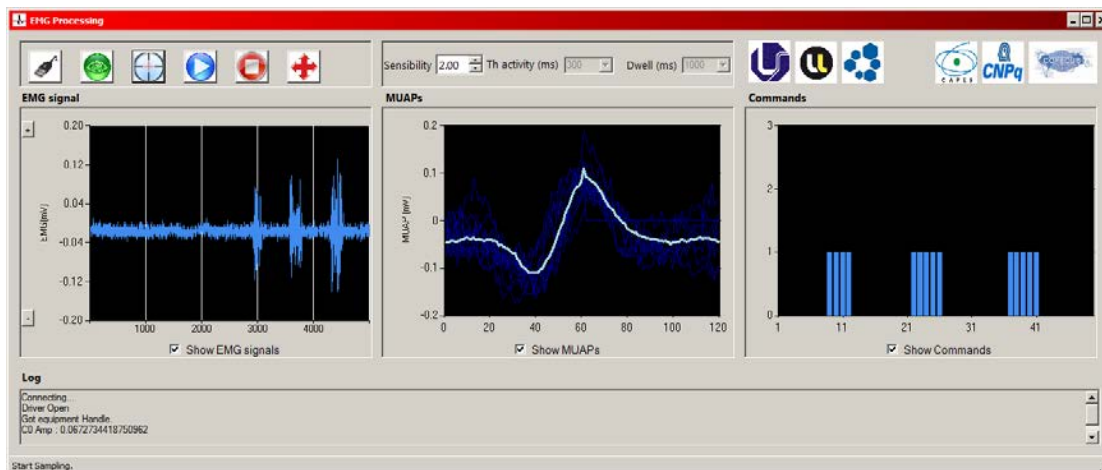 EMG Processing
Sensibility 2.00 Th activity (ms) 300 Dwell (ms) 1000
CAPES CNPq
EMG signal MUAPs Commands
EMG[mV]
0.20
0.12
0.04
-0.04
-0.12
-0.20
1000 2000 3000 4000
MUAP [mV]
0.2
0.1
0
-0.1
-0.2
0 20 40 60 80 100 120
3
2
1
0
1 11 21 31 41
Show EMG signals Show MUAPs Show Commands
Log
Connecting...
Driver Open
Got equipment Handle
C0 Amp : 0.0672734418750962
Start Sampling.